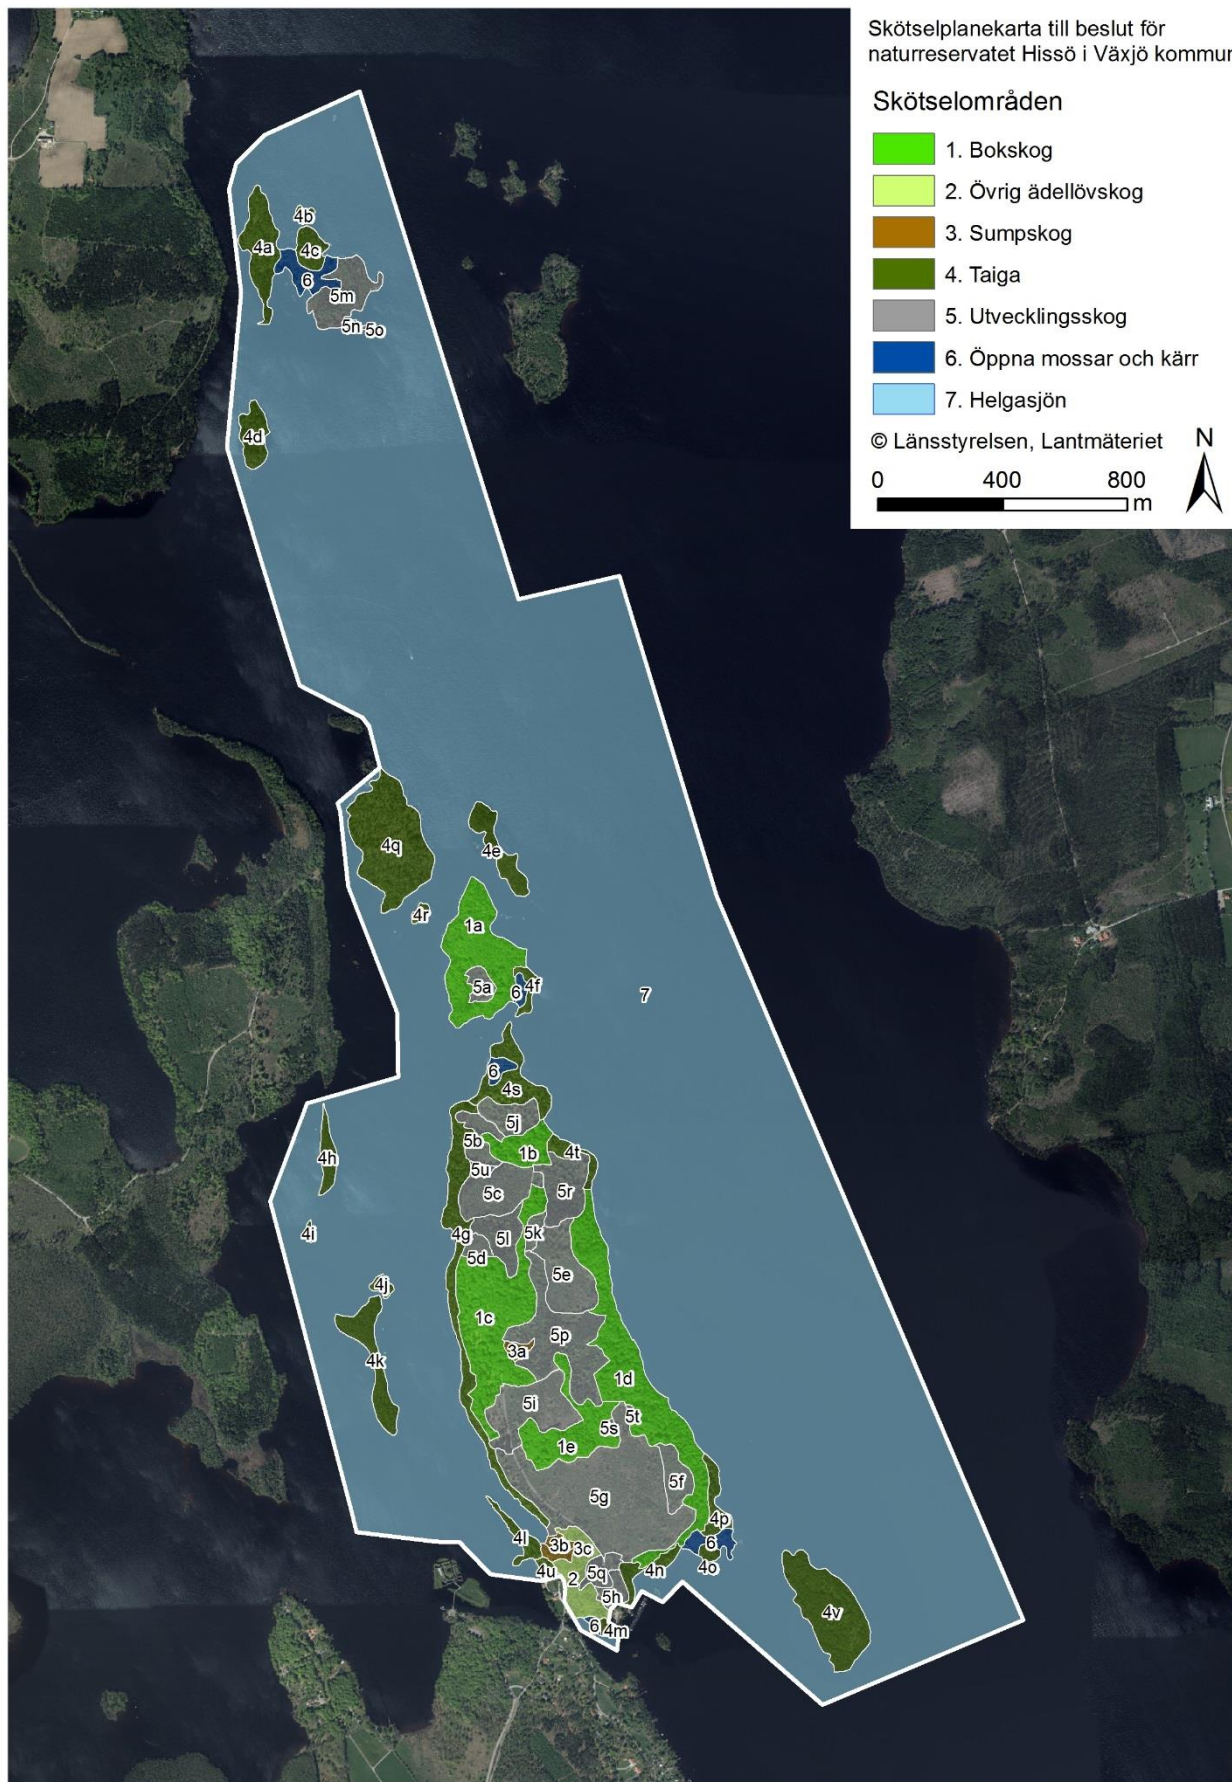 Skötselplanekarta till beslut för
naturreservatet Hissö i Växjö kommun
Skötselområden
1. Bokskog
2. Övrig ädellövskog
3. Sumpskog
4. Taiga
5. Utvecklingsskog
6. Öppna mossar och kärr
7. Helgasjön
© Länsstyrelsen, Lantmäteriet
N
0 400 800
m
4b
4a 4c
6
5m
5n 5o
4d
4q
4e
4r
1a
5a 6 4f
7
6
4s
5j
5b 1b 4t
4h
5u
5c 5r
4i
4g 5l 5k
5d
5e
4j
1c
5p
3a
4k
1d
5i
5t
5s
1e
5f
5g
4p
4l 3b 3c 6
4o
4u 5q 4n
2
5h
4v
6 4m